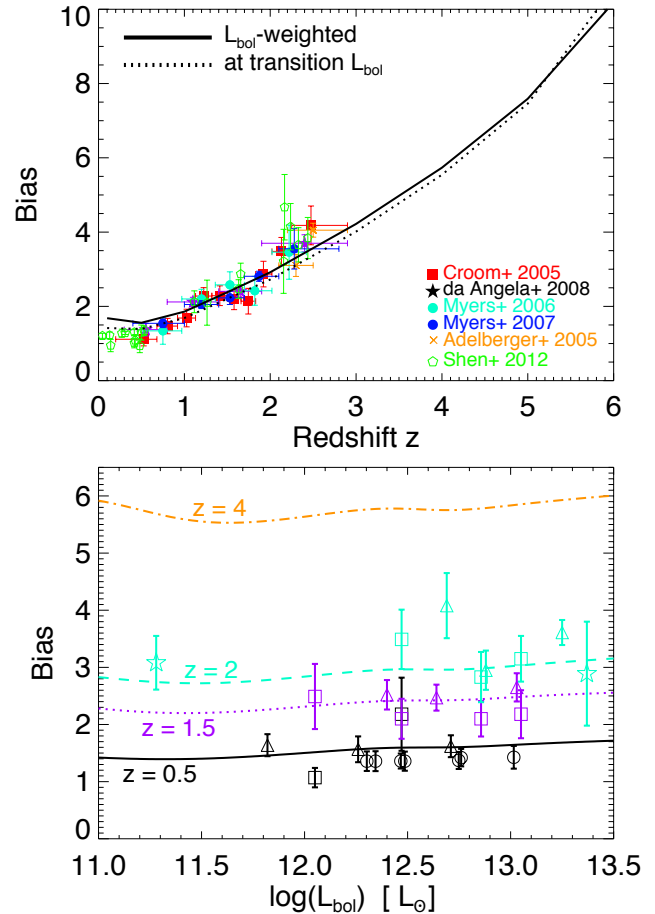 10
8
6
4
2
0
Bias
L_bol-weighted
at transition L_bol
Croom+ 2005
da Angela+ 2008
Myers+ 2006
Myers+ 2007
Adelberger+ 2005
Shen+ 2012
0 1 2 3 4 5 6
Redshift z
6
5
4
3
2
1
0
Bias
z = 4
z = 2
z = 1.5
z = 0.5
11.0 11.5 12.0 12.5 13.0 13.5
log(L_bol) [ L_⊙]